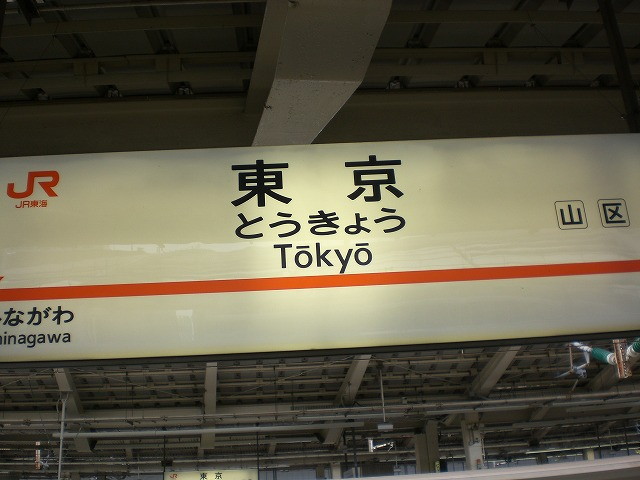 JR
JR東海
東京
とうきょう
Tōkyō
山 区
ながわ
inagawa
東京